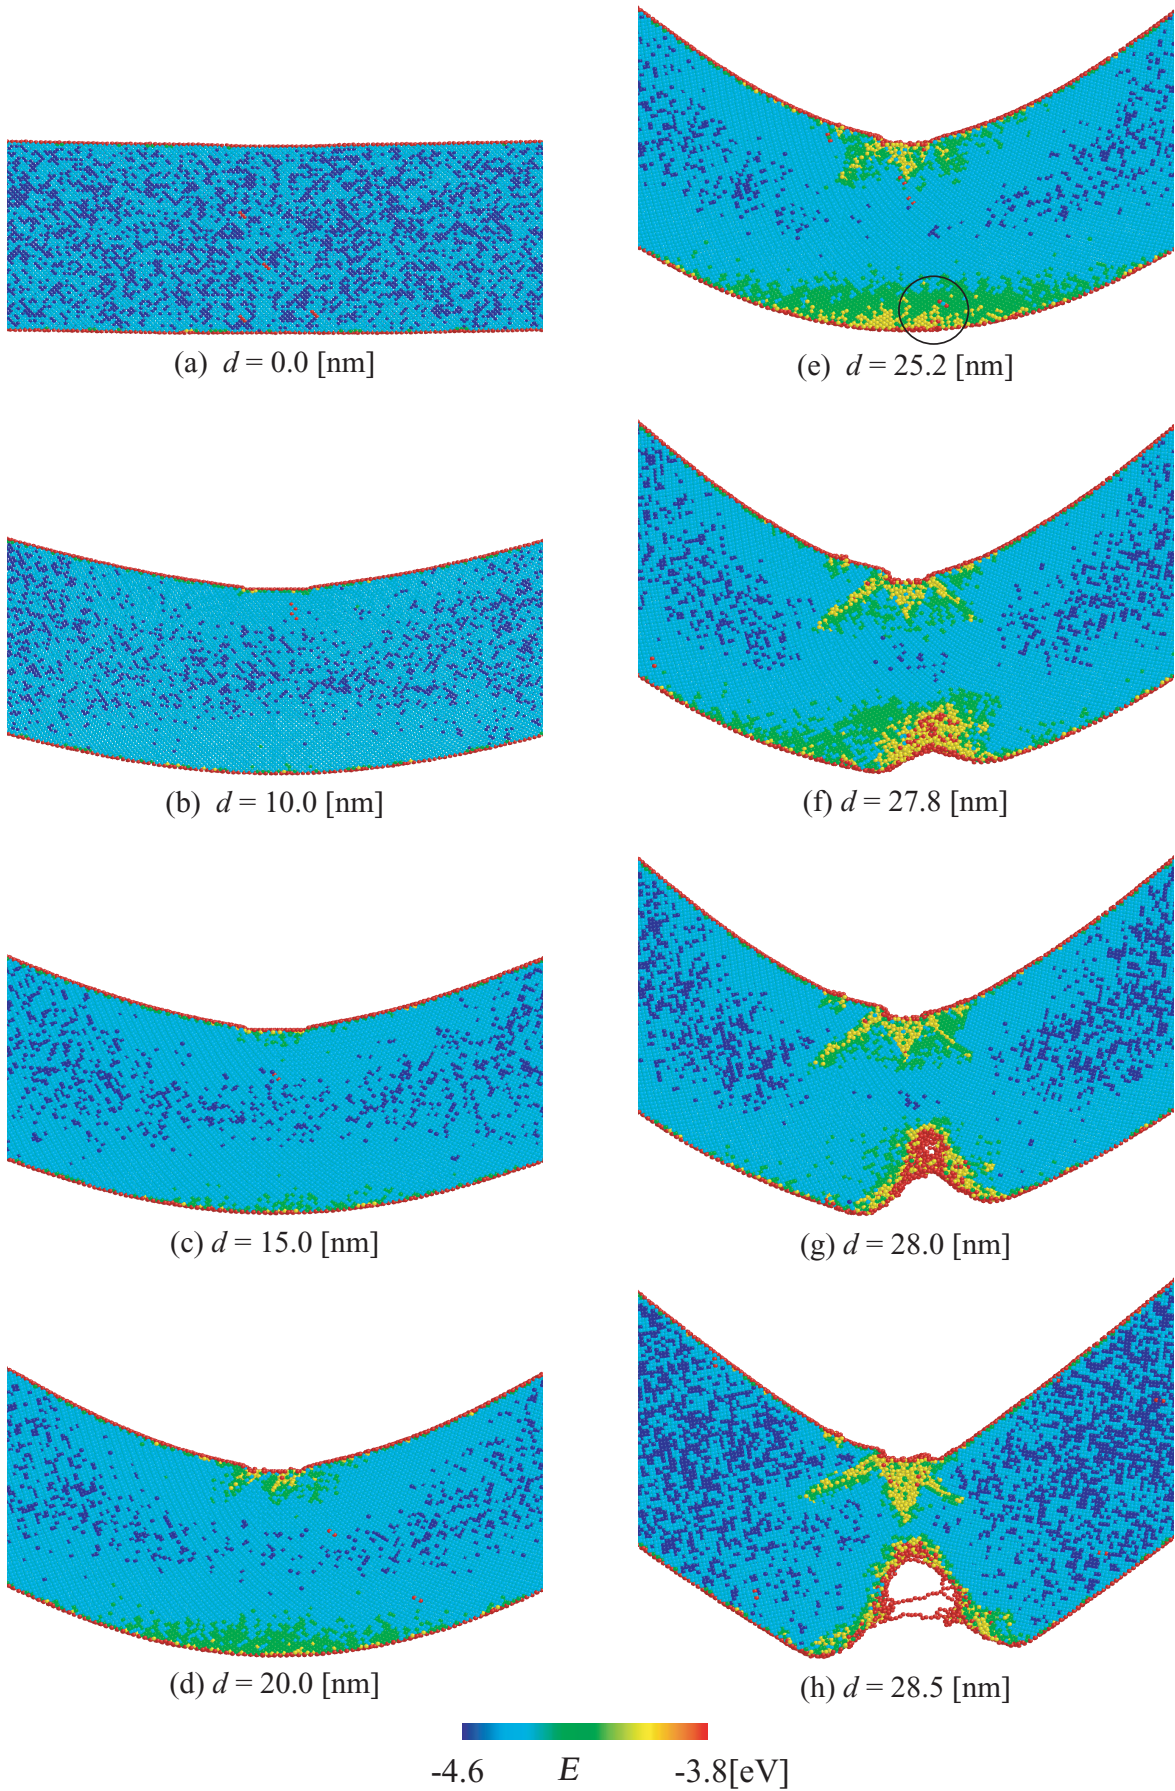 (a) d = 0.0 [nm]
(b) d = 10.0 [nm]
(c) d = 15.0 [nm]
(d) d = 20.0 [nm]
(e) d = 25.2 [nm]
(f) d = 27.8 [nm]
(g) d = 28.0 [nm]
(h) d = 28.5 [nm]
-4.6 E -3.8[eV]